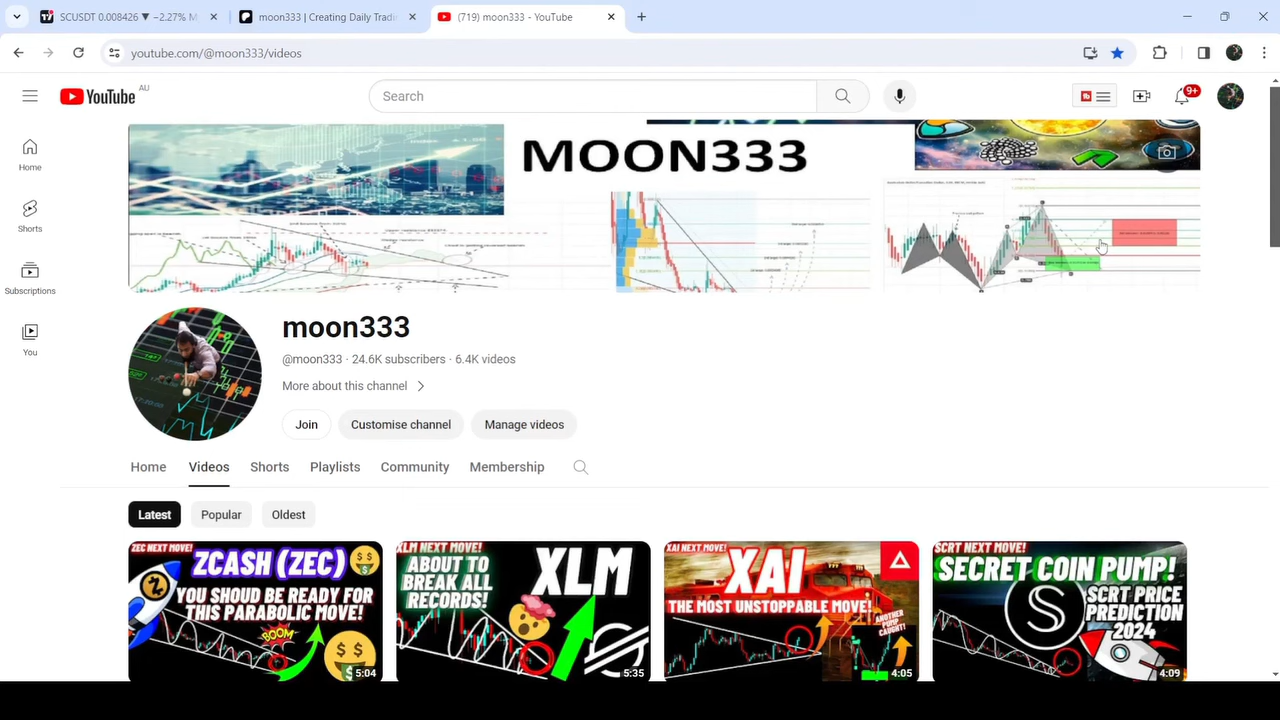 SCUSDT 0.008426 ▼ −2.27% M
moon333 | Creating Daily Tradi
(719) moon333 - YouTube
youtube.com/@moon333/videos
YouTube AU
Search
9+
MOON333
Home
Shorts
Subscriptions
You
moon333
@moon333 · 24.6K subscribers · 6.4K videos
More about this channel
Join
Customise channel
Manage videos
Home
Videos
Shorts
Playlists
Community
Membership
Latest
Popular
Oldest
ZEC NEXT MOVE!
ZCASH (ZEC)
YOU SHOUD BE READY FOR
THIS PARABOLIC MOVE!
BOOM
5:04
XLM NEXT MOVE!
ABOUT TO
BREAK ALL
RECORDS!
XLM
5:35
XAI NEXT MOVE!
XAI
THE MOST UNSTOPPABLE MOVE!
ANOTHER
PUMP
CAUGHT!
4:05
SCRT NEXT MOVE!
SECRET COIN PUMP!
SCRT PRICE
PREDICTION
2024
4:09